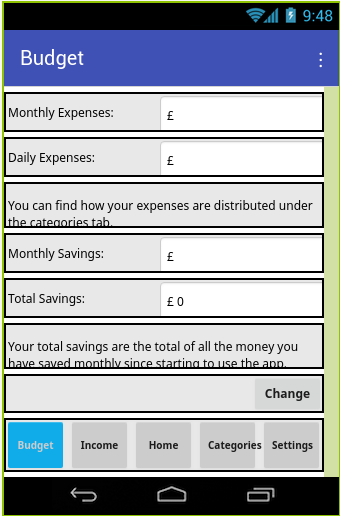 9:48
Budget
Monthly Expenses:
£
Daily Expenses:
£
You can find how your expenses are distributed under
the categories tab.
Monthly Savings:
£
Total Savings:
£ 0
Your total savings are the total of all the money you
have saved monthly since starting to use the app.
Change
Budget Income Home Categories Settings